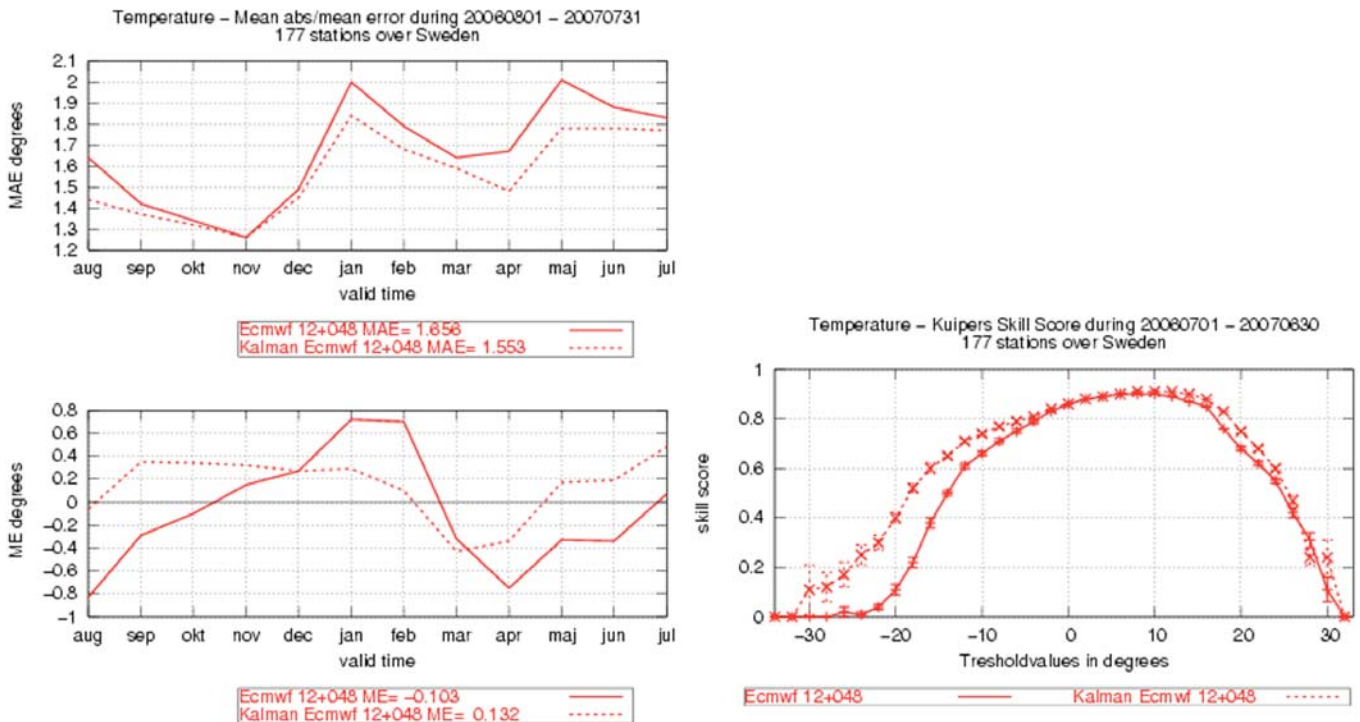 Temperature - Mean abs/mean error during 20060801 - 20070731
177 stations over Sweden
2.1
2
1.9
1.8
1.7
1.6
1.5
1.4
1.3
1.2
MAE degrees
aug sep okt nov dec jan feb mar apr maj jun jul
valid time
Ecmwf 12+048 MAE= 1.656
Kalman Ecmwf 12+048 MAE= 1.553
0.8
0.6
0.4
0.2
0
-0.2
-0.4
-0.6
-0.8
-1
ME degrees
aug sep okt nov dec jan feb mar apr maj jun jul
valid time
Ecmwf 12+048 ME= -0.103
Kalman Ecmwf 12+048 ME= 0.132
Temperature - Kuipers Skill Score during 20060701 - 20070630
177 stations over Sweden
1
0.8
0.6
0.4
0.2
0
skill score
-30 -20 -10 0 10 20 30
Tresholdvalues in degrees
Ecmwf 12+048 Kalman Ecmwf 12+048